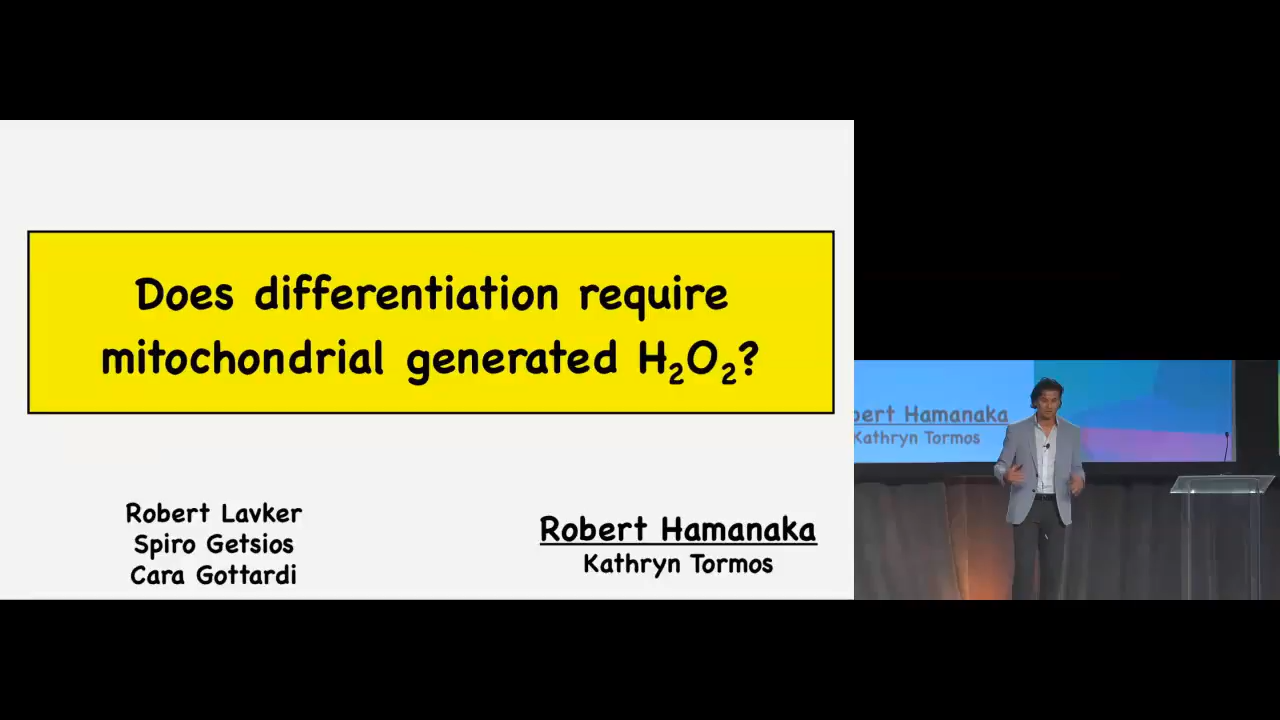 Does differentiation require
mitochondrial generated H₂O₂?
Robert Lavker
Spiro Getsios
Cara Gottardi
Robert Hamanaka
Kathryn Tormos
bert Hamanaka
Kathryn Tormos